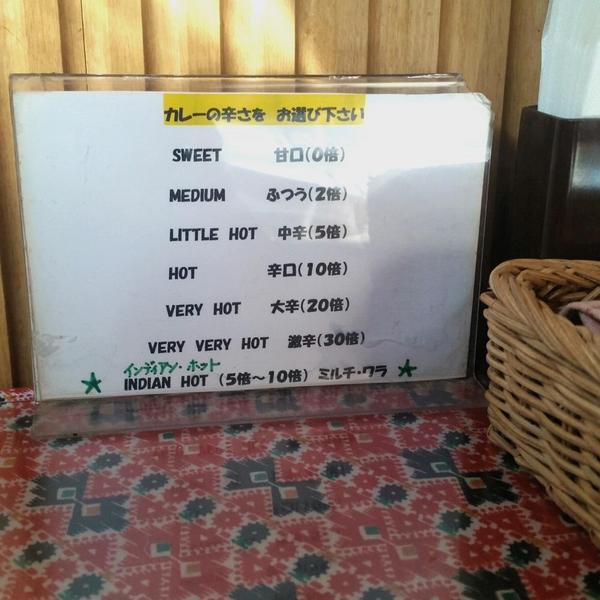 カレーの辛さを お選び下さい
SWEET 甘口(0倍)
MEDIUM ふつう(2倍)
LITTLE HOT 中辛(5倍)
HOT 辛口(10倍)
VERY HOT 大辛(20倍)
VERY VERY HOT 激辛(30倍)
インディアン・ホット
INDIAN HOT (5倍〜10倍) ミルチ・ワラ